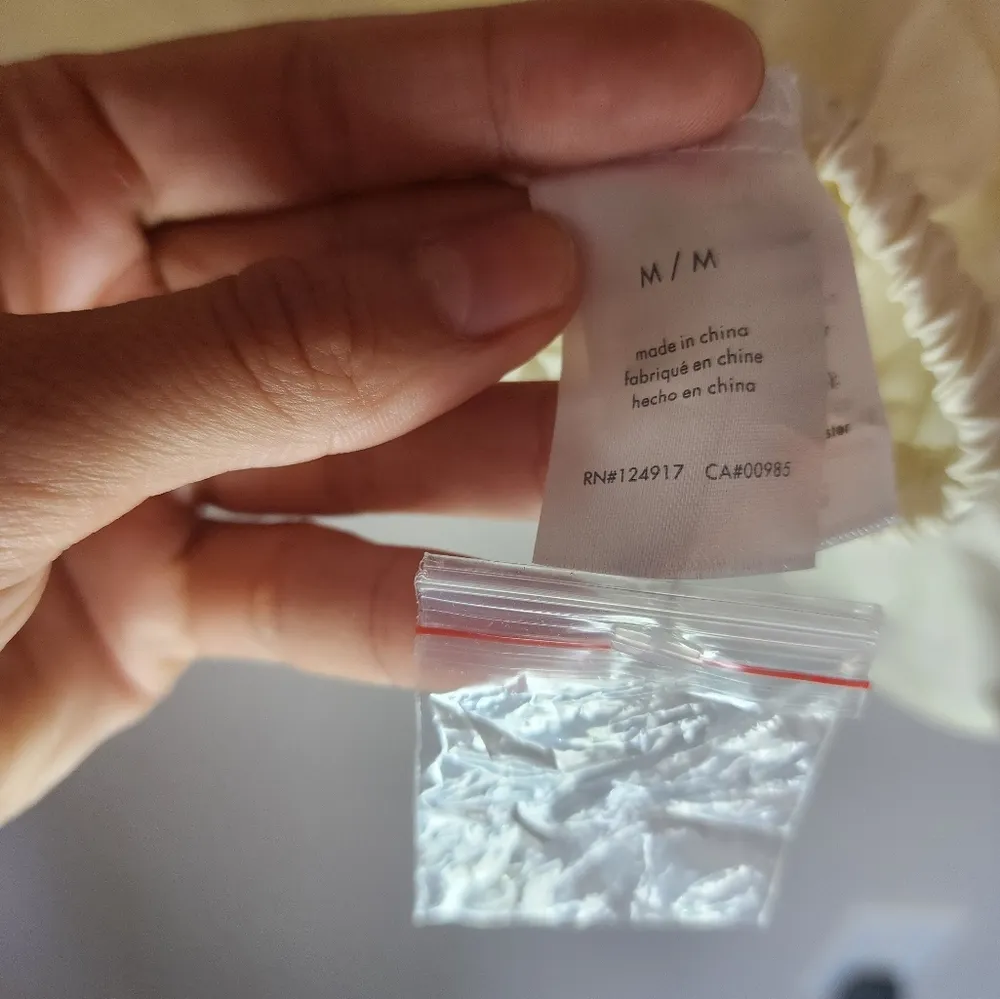 M / M
made in china
fabriqué en chine
hecho en china
RN#124917 CA#00985